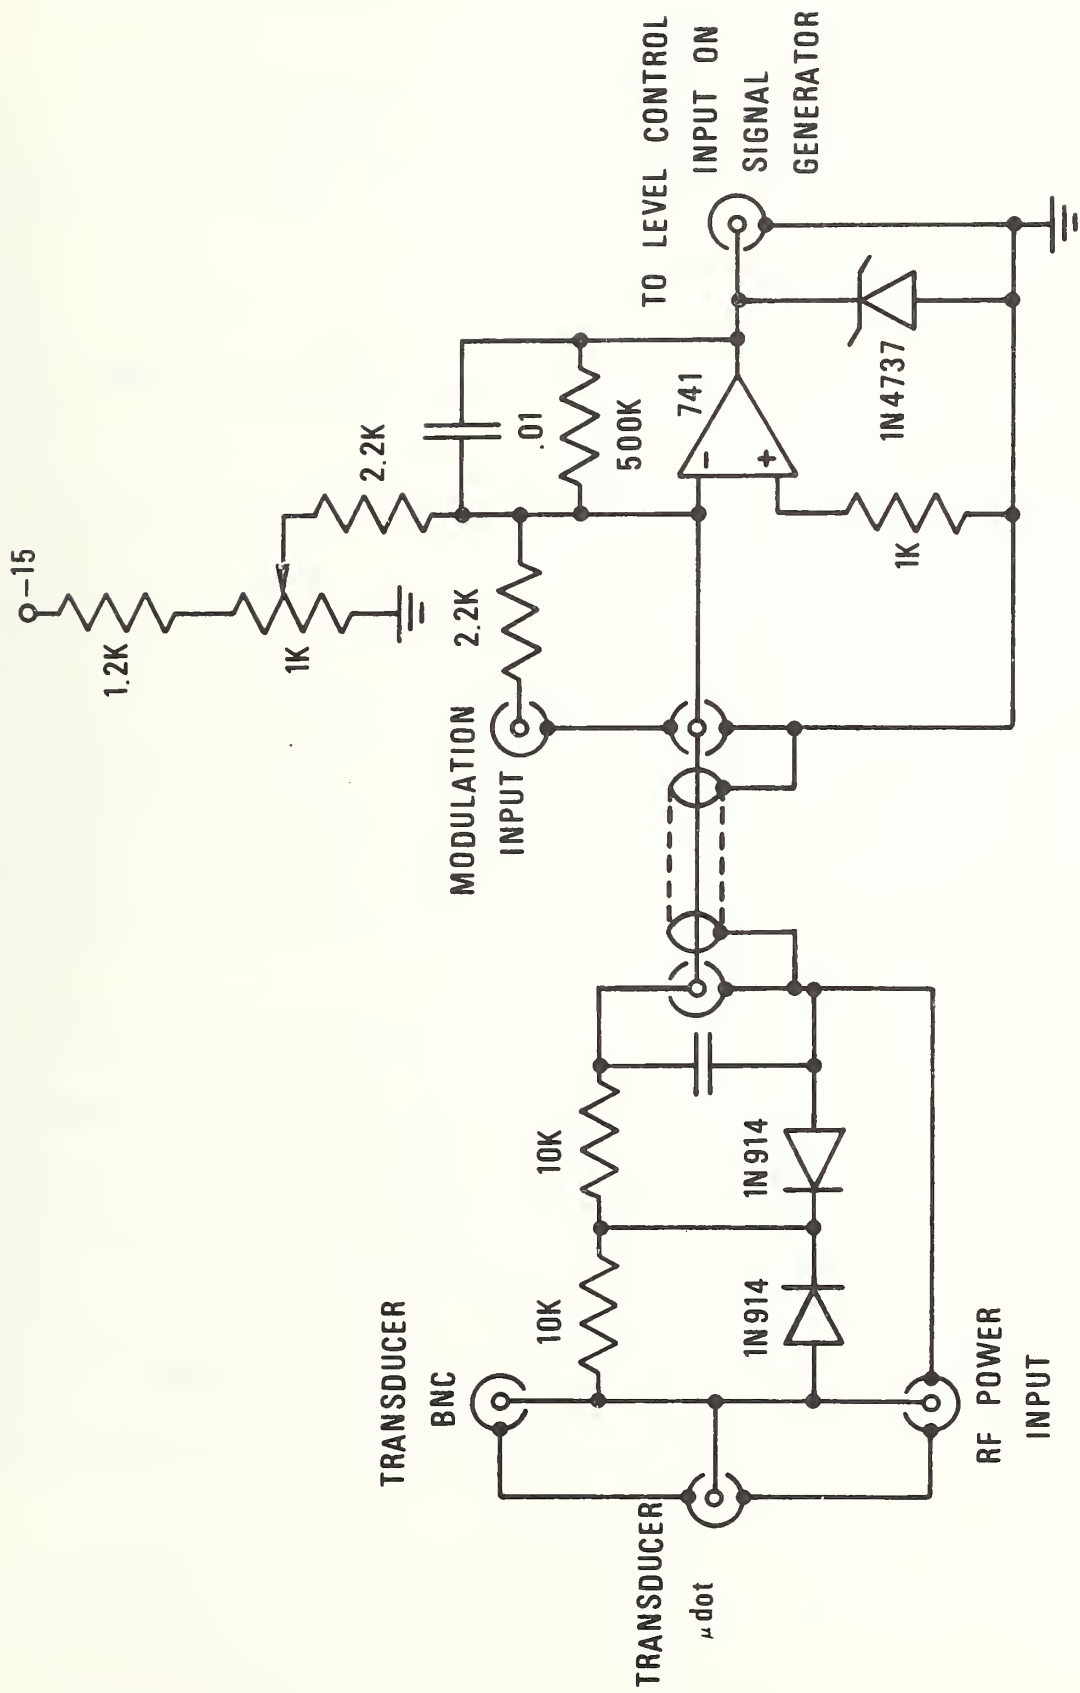 -15
1.2K
1K
2.2K
2.2K
.01
500K
MODULATION
INPUT
741
-
+
1K
1N4737
TO LEVEL CONTROL
INPUT ON
SIGNAL
GENERATOR
TRANSDUCER
BNC
10K
10K
1N914
1N914
TRANSDUCER
μdot
RF POWER
INPUT